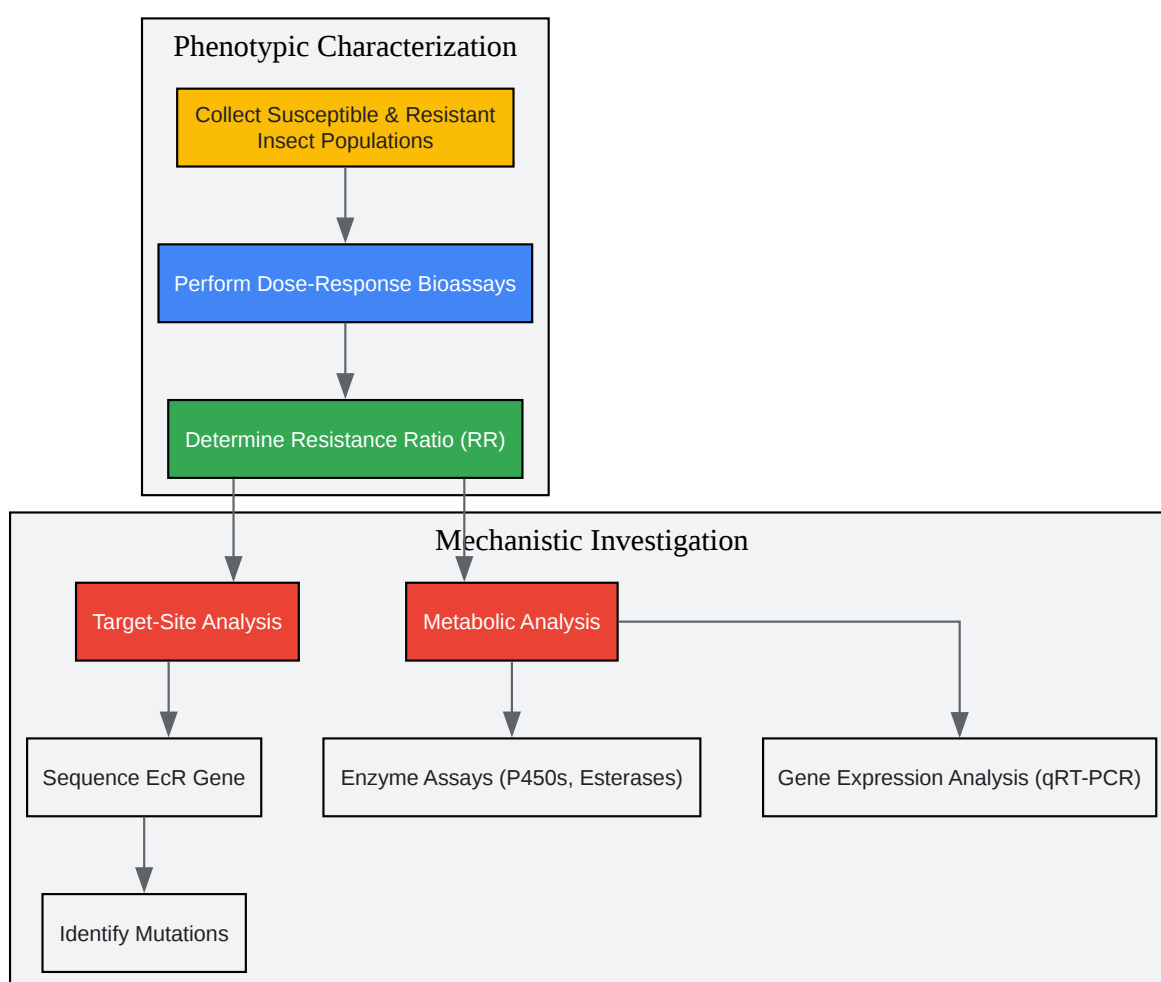 Phenotypic Characterization
Collect Susceptible & Resistant
Insect Populations
Perform Dose-Response Bioassays
Determine Resistance Ratio (RR)
Mechanistic Investigation
Target-Site Analysis
Metabolic Analysis
Sequence EcR Gene
Enzyme Assays (P450s, Esterases)
Gene Expression Analysis (qRT-PCR)
Identify Mutations